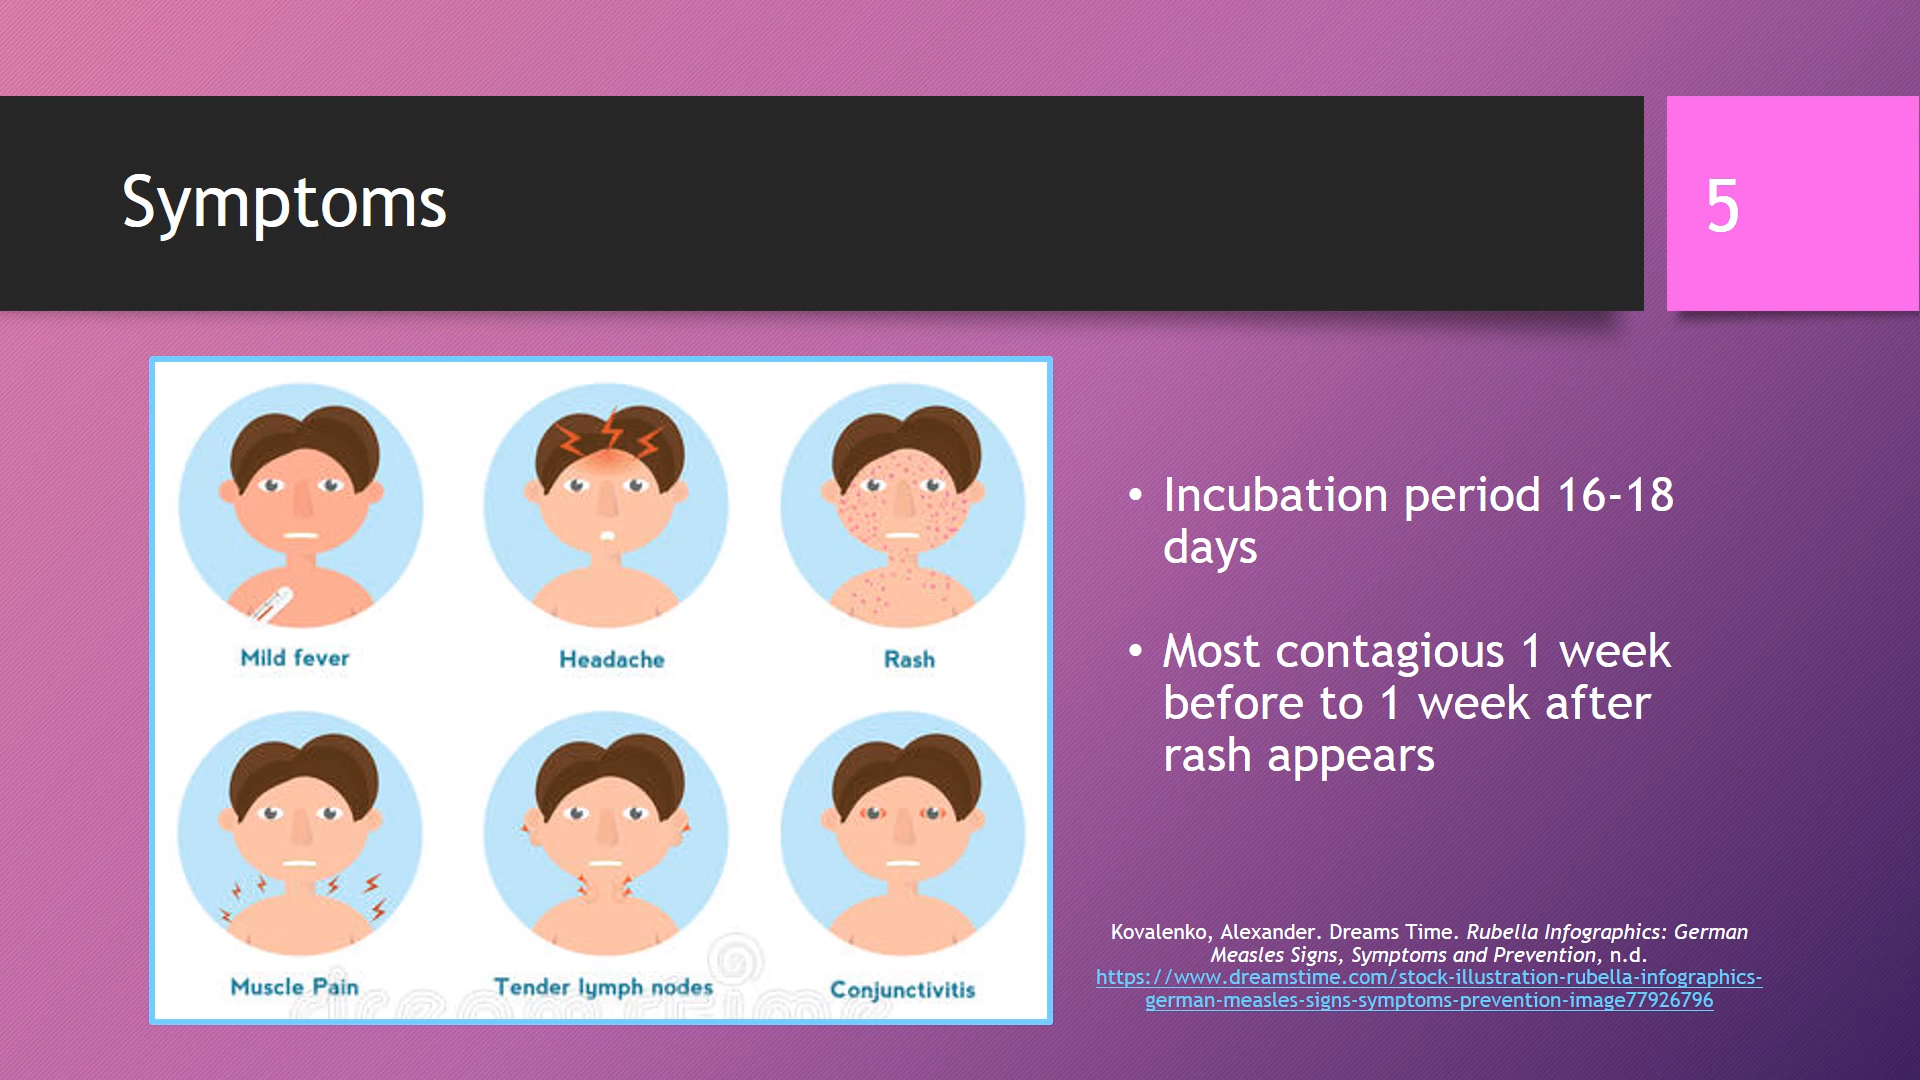 Symptoms
5
Mild fever
Headache
Rash
Muscle Pain
Tender lymph nodes
Conjunctivitis
dreamstime
• Incubation period 16-18
days
• Most contagious 1 week
before to 1 week after
rash appears
Kovalenko, Alexander. Dreams Time. Rubella Infographics: German
Measles Signs, Symptoms and Prevention, n.d.
https://www.dreamstime.com/stock-illustration-rubella-infographics-
german-measles-signs-symptoms-prevention-image77926796